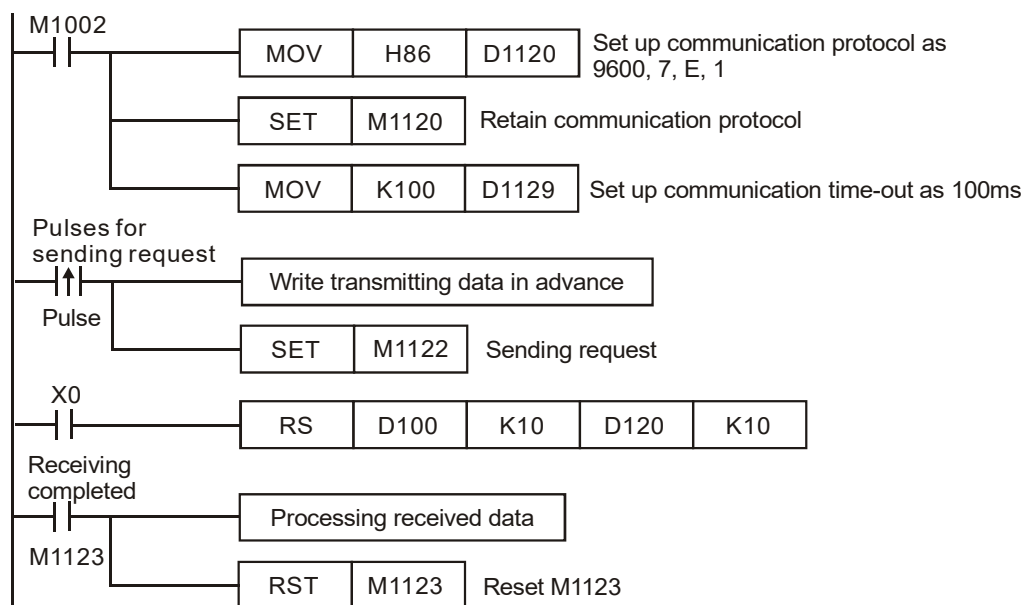 M1002
MOV H86 D1120 Set up communication protocol as
9600, 7, E, 1
SET M1120 Retain communication protocol
MOV K100 D1129 Set up communication time-out as 100ms
Pulses for
sending request
Write transmitting data in advance
Pulse
SET M1122 Sending request
X0
RS D100 K10 D120 K10
Receiving
completed
Processing received data
M1123
RST M1123 Reset M1123